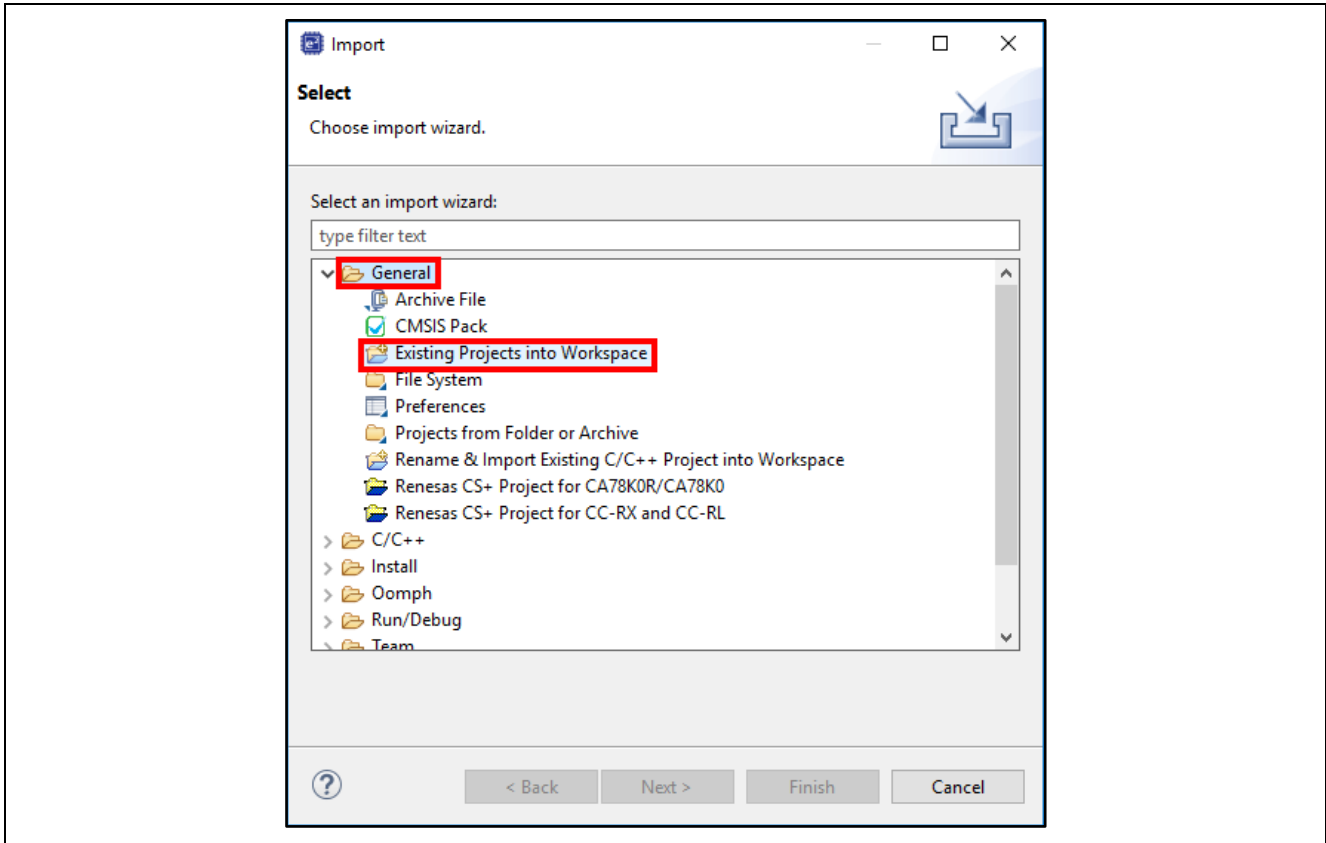 e²
Import
Select
Choose import wizard.
Select an import wizard:
type filter text
General
Archive File
CMSIS Pack
Existing Projects into Workspace
File System
Preferences
Projects from Folder or Archive
Rename & Import Existing C/C++ Project into Workspace
Renesas CS+ Project for CA78K0R/CA78K0
Renesas CS+ Project for CC-RX and CC-RL
C/C++
Install
Oomph
Run/Debug
Team
?
< Back Next > Finish Cancel